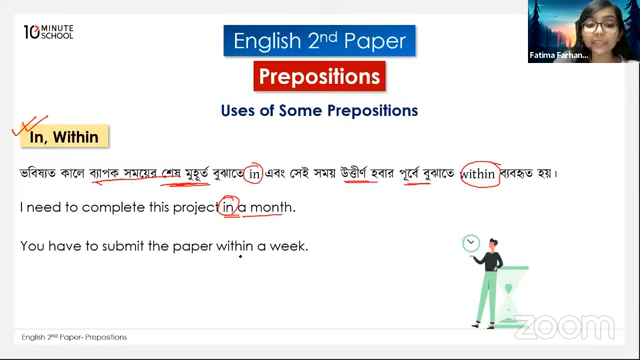 10 MINUTE SCHOOL
English 2nd Paper
Prepositions
Fatima Farhan...
Uses of Some Prepositions
In, Within
ভবিষ্যত কালে ব্যাপক সময়ের শেষ মুহূর্ত বুঝাতে in এবং সেই সময় উত্তীর্ণ হবার পূর্বে বুঝাতে within ব্যবহৃত হয়।
I need to complete this project in a month.
You have to submit the paper within a week.
English 2nd Paper- Prepositions
zoom